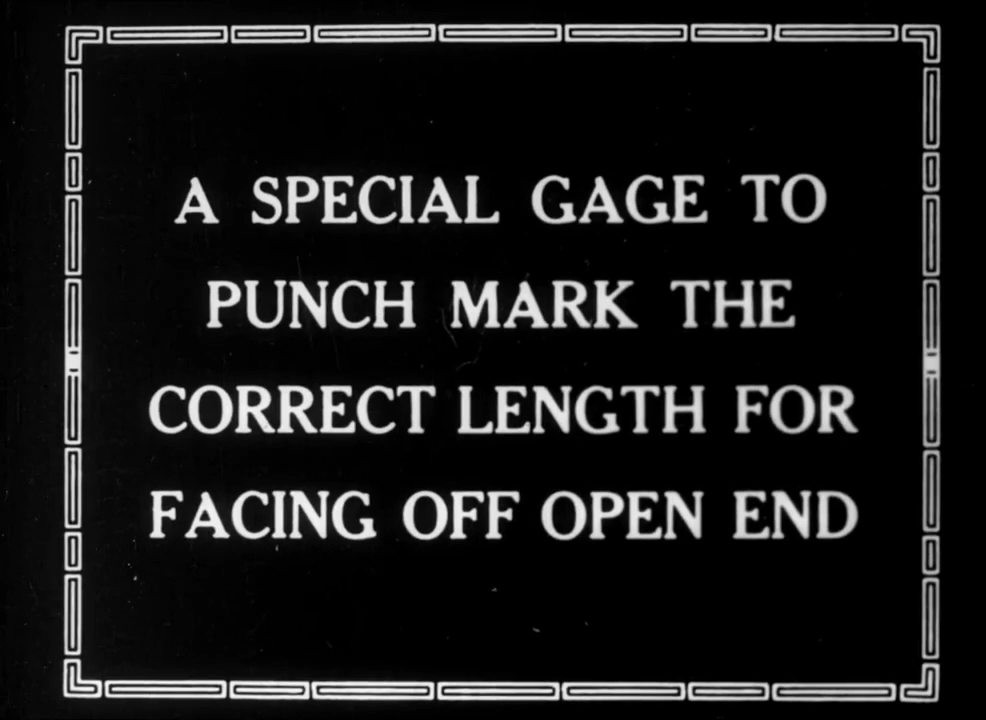 A SPECIAL GAGE TO
PUNCH MARK THE
CORRECT LENGTH FOR
FACING OFF OPEN END